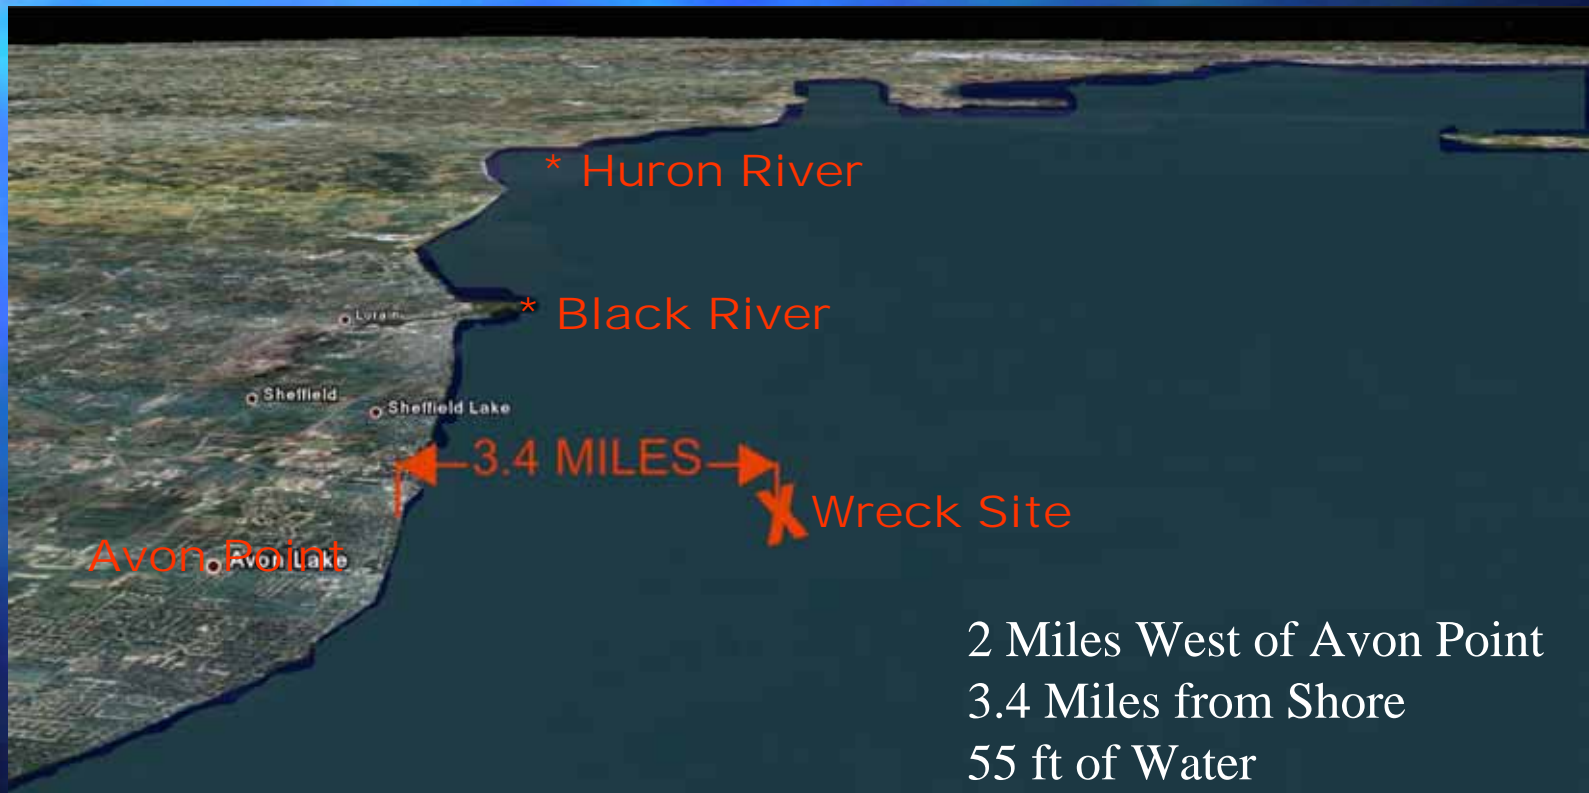 * Huron River
* Black River
Lorain
Sheffield
Sheffield Lake
3.4 MILES
X Wreck Site
Avon Point
Avon Lake
2 Miles West of Avon Point
3.4 Miles from Shore
55 ft of Water